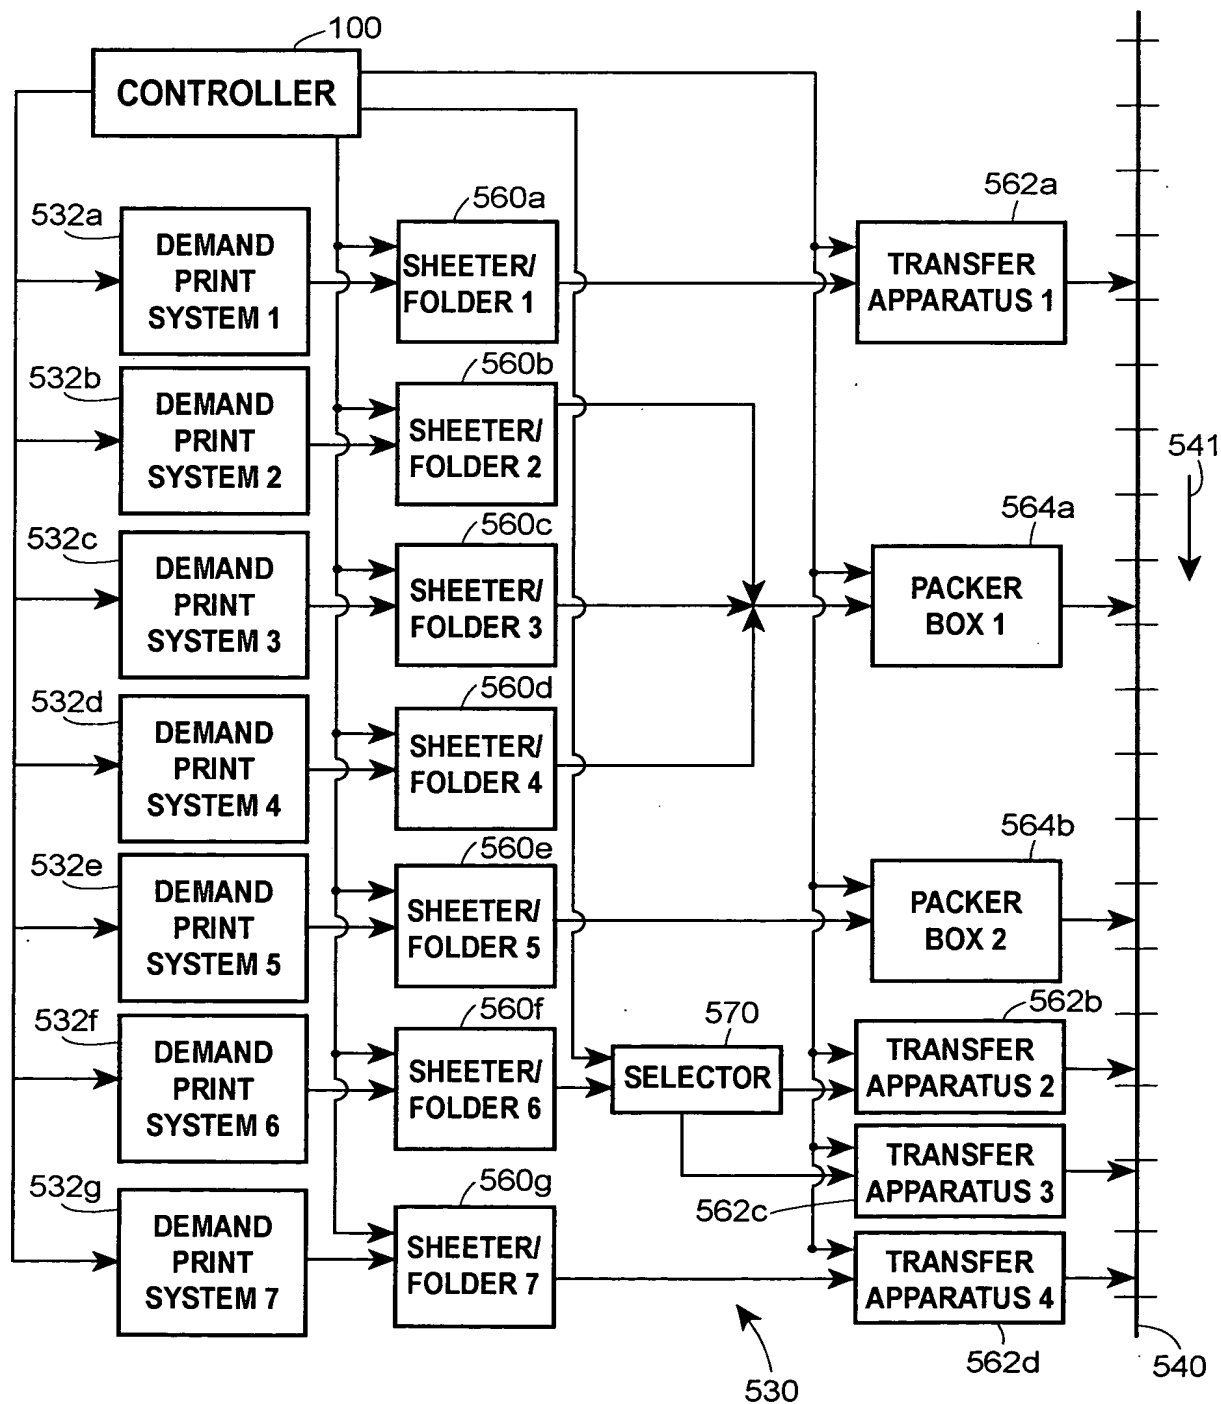 100
CONTROLLER
532a
DEMAND
PRINT
SYSTEM 1
560a
SHEETER/
FOLDER 1
562a
TRANSFER
APPARATUS 1
532b
DEMAND
PRINT
SYSTEM 2
560b
SHEETER/
FOLDER 2
541
532c
DEMAND
PRINT
SYSTEM 3
560c
SHEETER/
FOLDER 3
564a
PACKER
BOX 1
532d
DEMAND
PRINT
SYSTEM 4
560d
SHEETER/
FOLDER 4
532e
DEMAND
PRINT
SYSTEM 5
560e
SHEETER/
FOLDER 5
564b
PACKER
BOX 2
532f
DEMAND
PRINT
SYSTEM 6
560f
SHEETER/
FOLDER 6
570
SELECTOR
562b
TRANSFER
APPARATUS 2
TRANSFER
APPARATUS 3
562c
532g
DEMAND
PRINT
SYSTEM 7
560g
SHEETER/
FOLDER 7
TRANSFER
APPARATUS 4
562d
540
530